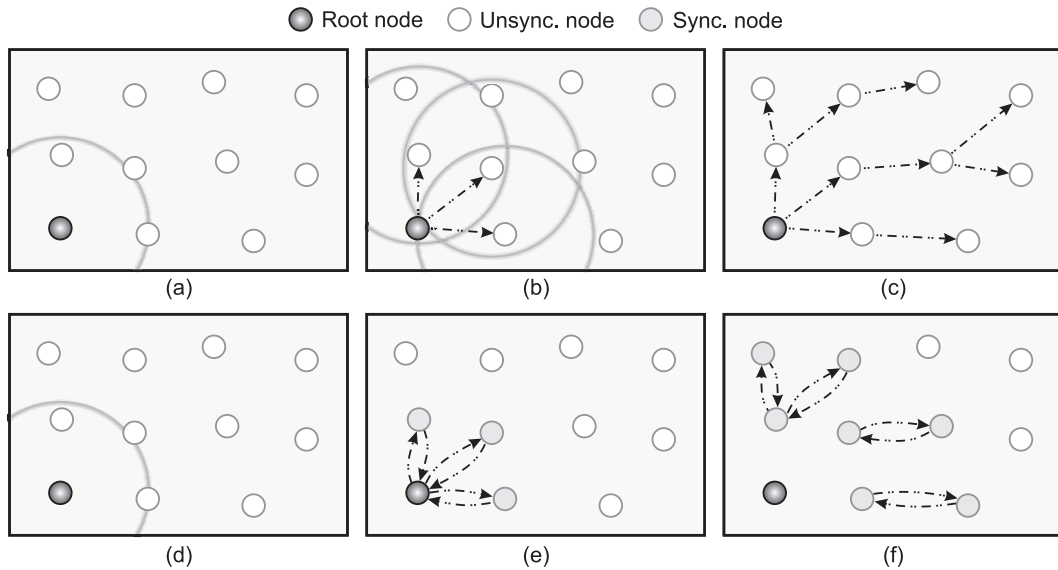 Root node Unsync. node Sync. node
(a) (b) (c)
(d) (e) (f)